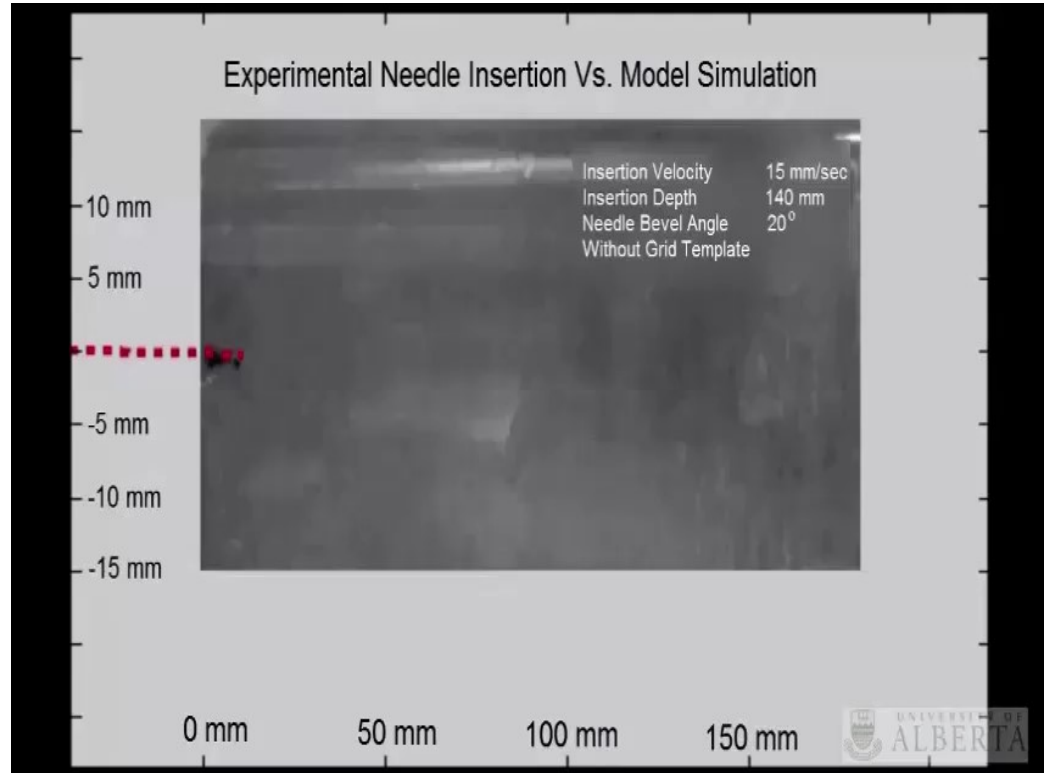 Experimental Needle Insertion Vs. Model Simulation
Insertion Velocity 15 mm/sec
Insertion Depth 140 mm
Needle Bevel Angle 20°
Without Grid Template
10 mm
5 mm
-5 mm
-10 mm
-15 mm
0 mm 50 mm 100 mm 150 mm
UNIVERSITY OF
ALBERTA